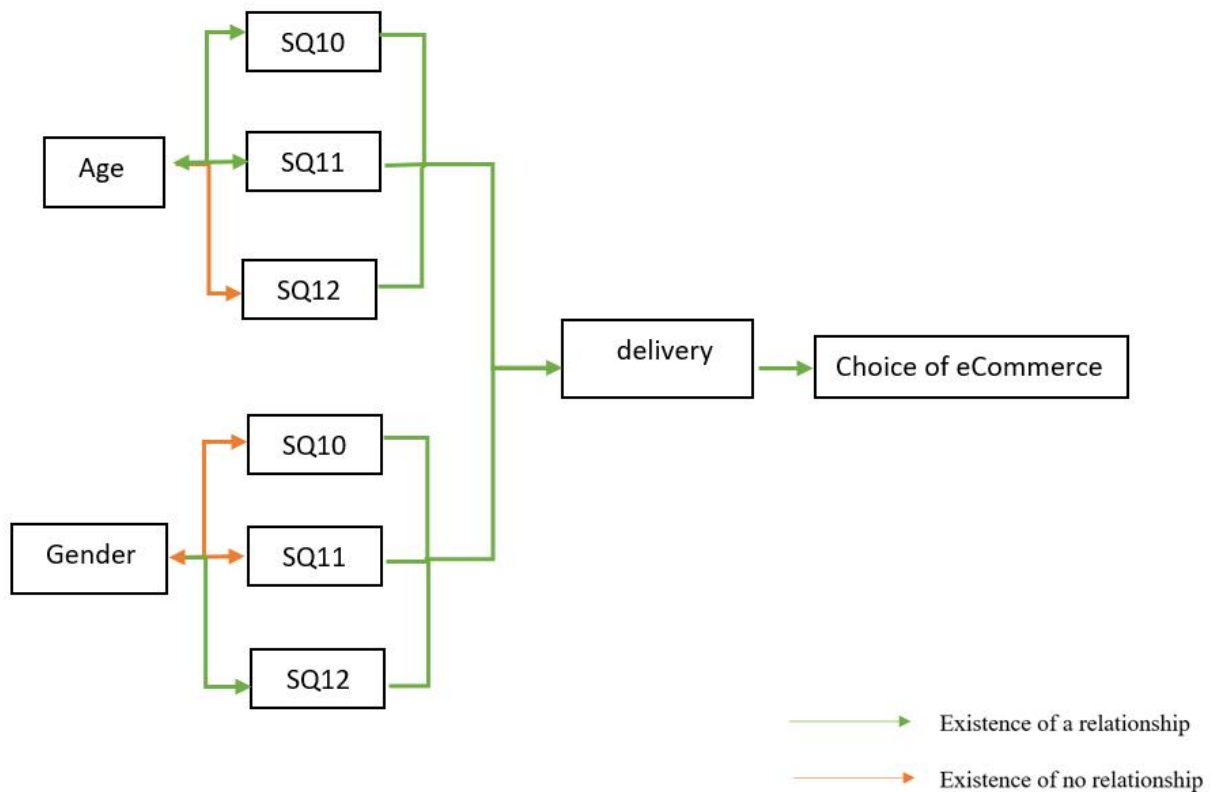 SQ10
Age
SQ11
SQ12
delivery
Choice of eCommerce
SQ10
Gender
SQ11
SQ12
Existence of a relationship
Existence of no relationship